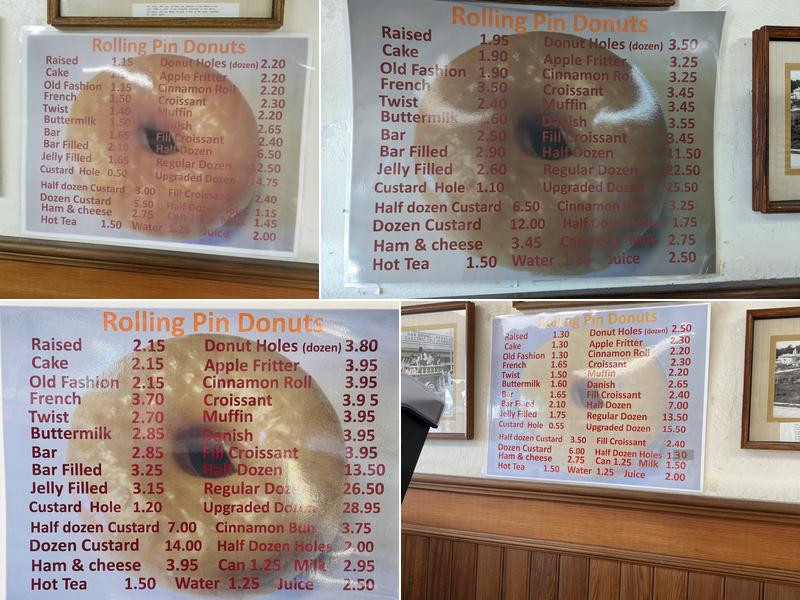 Rolling Pin Donuts
Raised 1.15 Donut Holes (dozen) 2.20
Cake Apple Fritter 2.20
Old Fashion 1.15 Cinnamon Roll 2.20
French 1.50 Croissant 2.30
Twist 1.40 Muffin 2.20
Buttermilk 1.50 Danish 2.65
Bar 1.65 Fill Croissant 2.40
Bar Filled 2.10 Half Dozen 6.50
Jelly Filled 1.65 Regular Dozen 12.50
Custard Hole 0.50 Upgraded Dozen 14.75
Half dozen Custard 3.00 Fill Croissant 2.40
Dozen Custard 5.50 Half Dozen Holes 1.15
Ham & cheese 2.75 Can 1.25 Milk 1.45
Hot Tea 1.50 Water 1.25 Juice 2.00
Rolling Pin Donuts
Raised 1.95 Donut Holes (dozen) 3.50
Cake 1.90 Apple Fritter 3.25
Old Fashion 1.90 Cinnamon Roll 3.25
French 3.50 Croissant 3.45
Twist 2.40 Muffin 3.45
Buttermilk 2.60 Danish 3.55
Bar 2.50 Fill Croissant 3.45
Bar Filled 2.90 Half Dozen 11.50
Jelly Filled 2.60 Regular Dozen 22.50
Custard Hole 1.10 Upgraded Dozen 25.50
Half dozen Custard 6.50 Cinnamon Bun 3.25
Dozen Custard 12.00 Half Dozen Holes 1.75
Ham & cheese 3.45 Can 1.25 Milk 2.75
Hot Tea 1.50 Water Juice 2.50
Rolling Pin Donuts
Raised 2.15 Donut Holes (dozen) 3.80
Cake 2.15 Apple Fritter 3.95
Old Fashion 2.15 Cinnamon Roll 3.95
French 3.70 Croissant 3.9 5
Twist 2.70 Muffin 3.95
Buttermilk 2.85 Danish 3.95
Bar 2.85 Fill Croissant 3.95
Bar Filled 3.25 Half Dozen 13.50
Jelly Filled 3.15 Regular Dozen 26.50
Custard Hole 1.20 Upgraded Dozen 28.95
Half dozen Custard 7.00 Cinnamon Bun 3.75
Dozen Custard 14.00 Half Dozen Holes 2.00
Ham & cheese 3.95 Can 1.25 Milk 2.95
Hot Tea 1.50 Water 1.25 Juice 2.50
Rolling Pin Donuts
Raised 1.30 Donut Holes (dozen) 2.50
Cake 1.30 Apple Fritter 2.30
Old Fashion 1.30 Cinnamon Roll 2.20
French 1.65 Croissant 2.30
Twist 1.50 Muffin 2.20
Buttermilk 1.60 Danish 2.65
Bar 1.65 Fill Croissant 2.40
Bar Filled 2.10 Half Dozen 7.00
Jelly Filled 1.75 Regular Dozen 13.50
Custard Hole 0.55 Upgraded Dozen 15.50
Half dozen Custard 3.50 Fill Croissant 2.40
Dozen Custard 6.00 Half Dozen Holes 1.30
Ham & cheese 2.75 Can 1.25 Milk 1.50
Hot Tea 1.50 Water 1.25 Juice 2.00